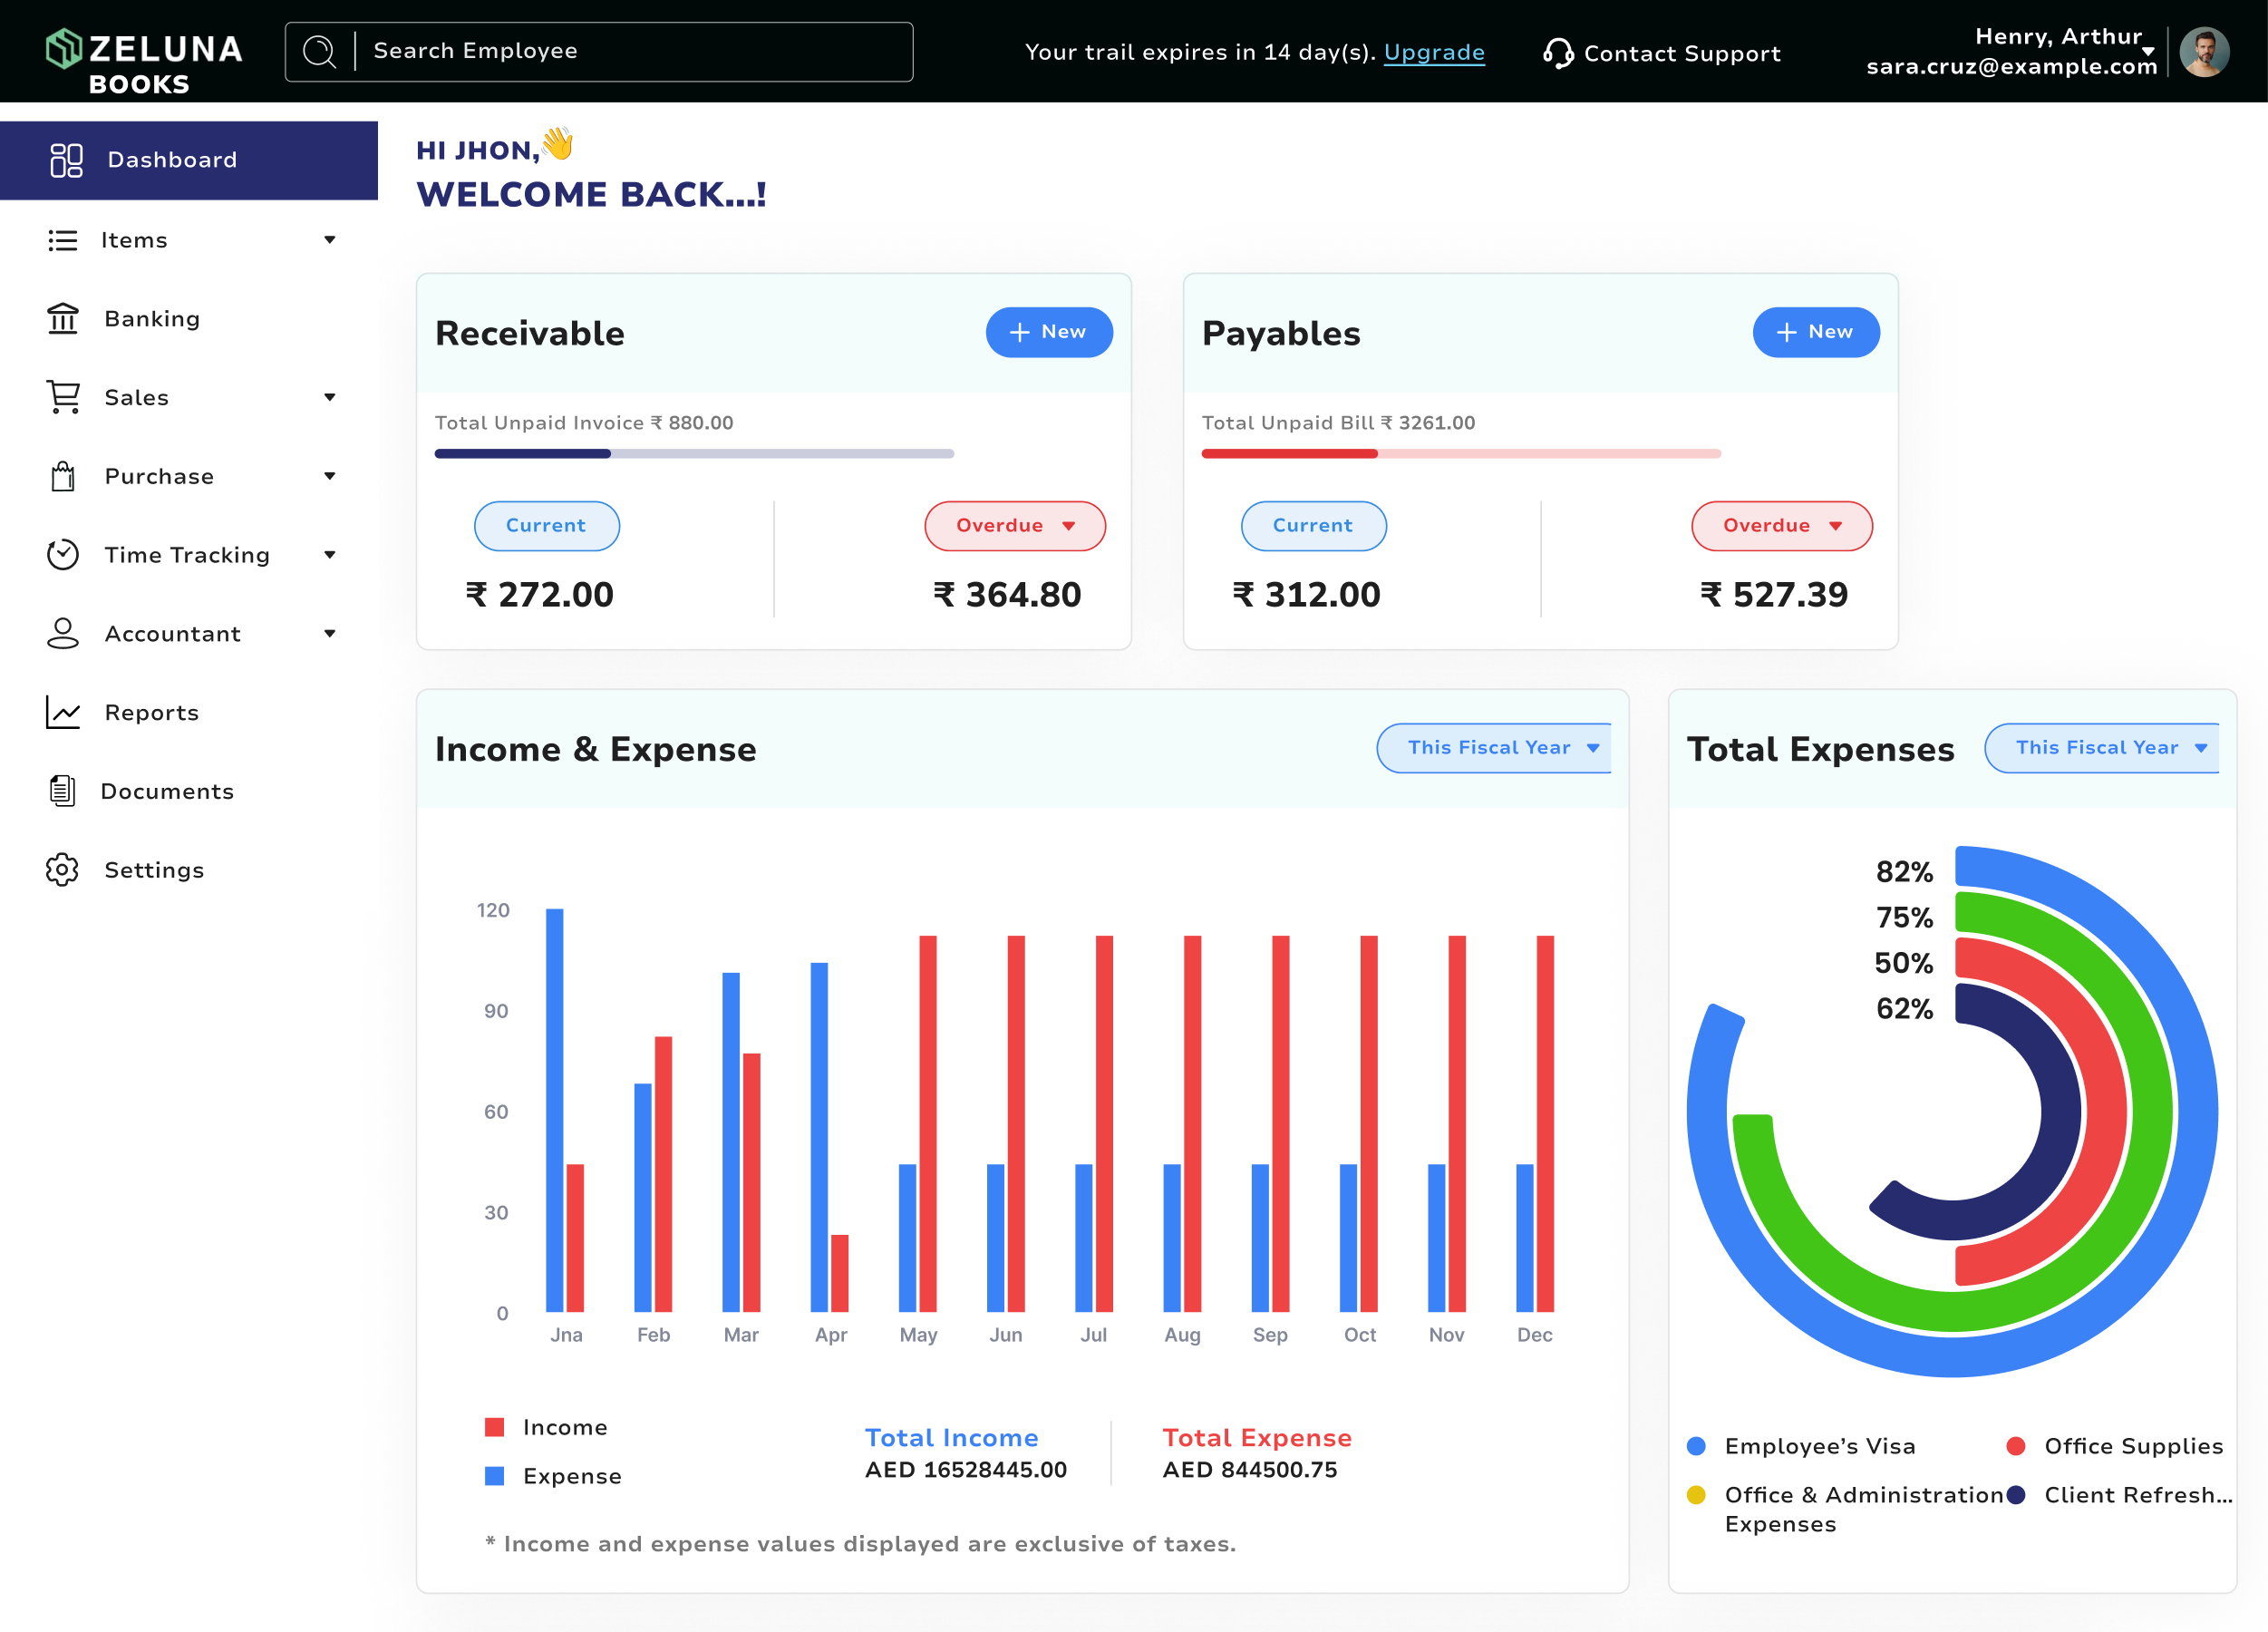 ZELUNA
BOOKS
Search Employee
Your trail expires in 14 day(s). Upgrade
Contact Support
Henry, Arthur
sara.cruz@example.com
Dashboard
Items
Banking
Sales
Purchase
Time Tracking
Accountant
Reports
Documents
Settings
HI JHON,👋
WELCOME BACK...!
Receivable
+ New
Total Unpaid Invoice ₹ 880.00
Current
Overdue
₹ 272.00
₹ 364.80
Payables
+ New
Total Unpaid Bill ₹ 3261.00
Current
Overdue
₹ 312.00
₹ 527.39
Income & Expense
This Fiscal Year
120
90
60
30
0
Jna Feb Mar Apr May Jun Jul Aug Sep Oct Nov Dec
Income
Expense
Total Income
AED 16528445.00
Total Expense
AED 844500.75
* Income and expense values displayed are exclusive of taxes.
Total Expenses
This Fiscal Year
82%
75%
50%
62%
Employee’s Visa
Office Supplies
Office & Administration
Expenses
Client Refresh...